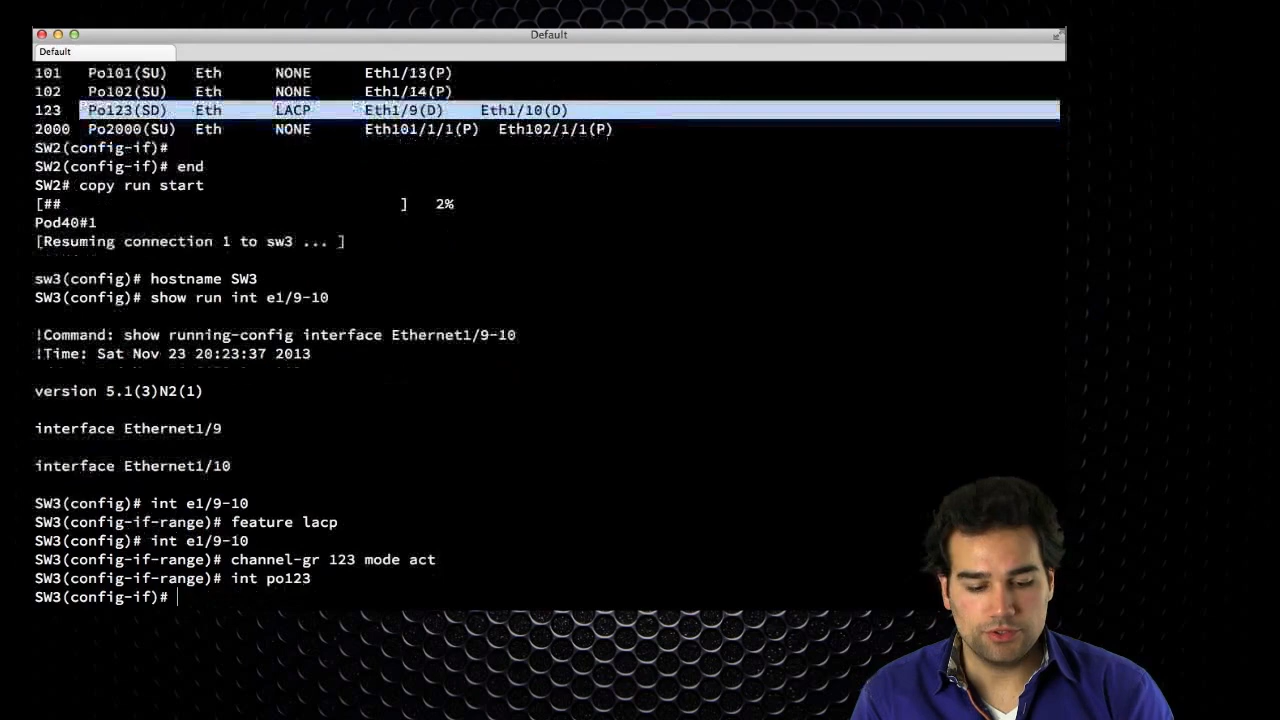 Default
Default
101 Po101(SU) Eth NONE Eth1/13(P)
102 Po102(SU) Eth NONE Eth1/14(P)
123 Po123(SD) Eth LACP Eth1/9(D) Eth1/10(D)
2000 Po2000(SU) Eth NONE Eth101/1/1(P) Eth102/1/1(P)
SW2(config-if)#
SW2(config-if)# end
SW2# copy run start
[## ] 2%
Pod40#1
[Resuming connection 1 to sw3 ... ]
sw3(config)# hostname SW3
SW3(config)# show run int e1/9-10
!Command: show running-config interface Ethernet1/9-10
!Time: Sat Nov 23 20:23:37 2013
version 5.1(3)N2(1)
interface Ethernet1/9
interface Ethernet1/10
SW3(config)# int e1/9-10
SW3(config-if-range)# feature lacp
SW3(config)# int e1/9-10
SW3(config-if-range)# channel-gr 123 mode act
SW3(config-if-range)# int po123
SW3(config-if)#